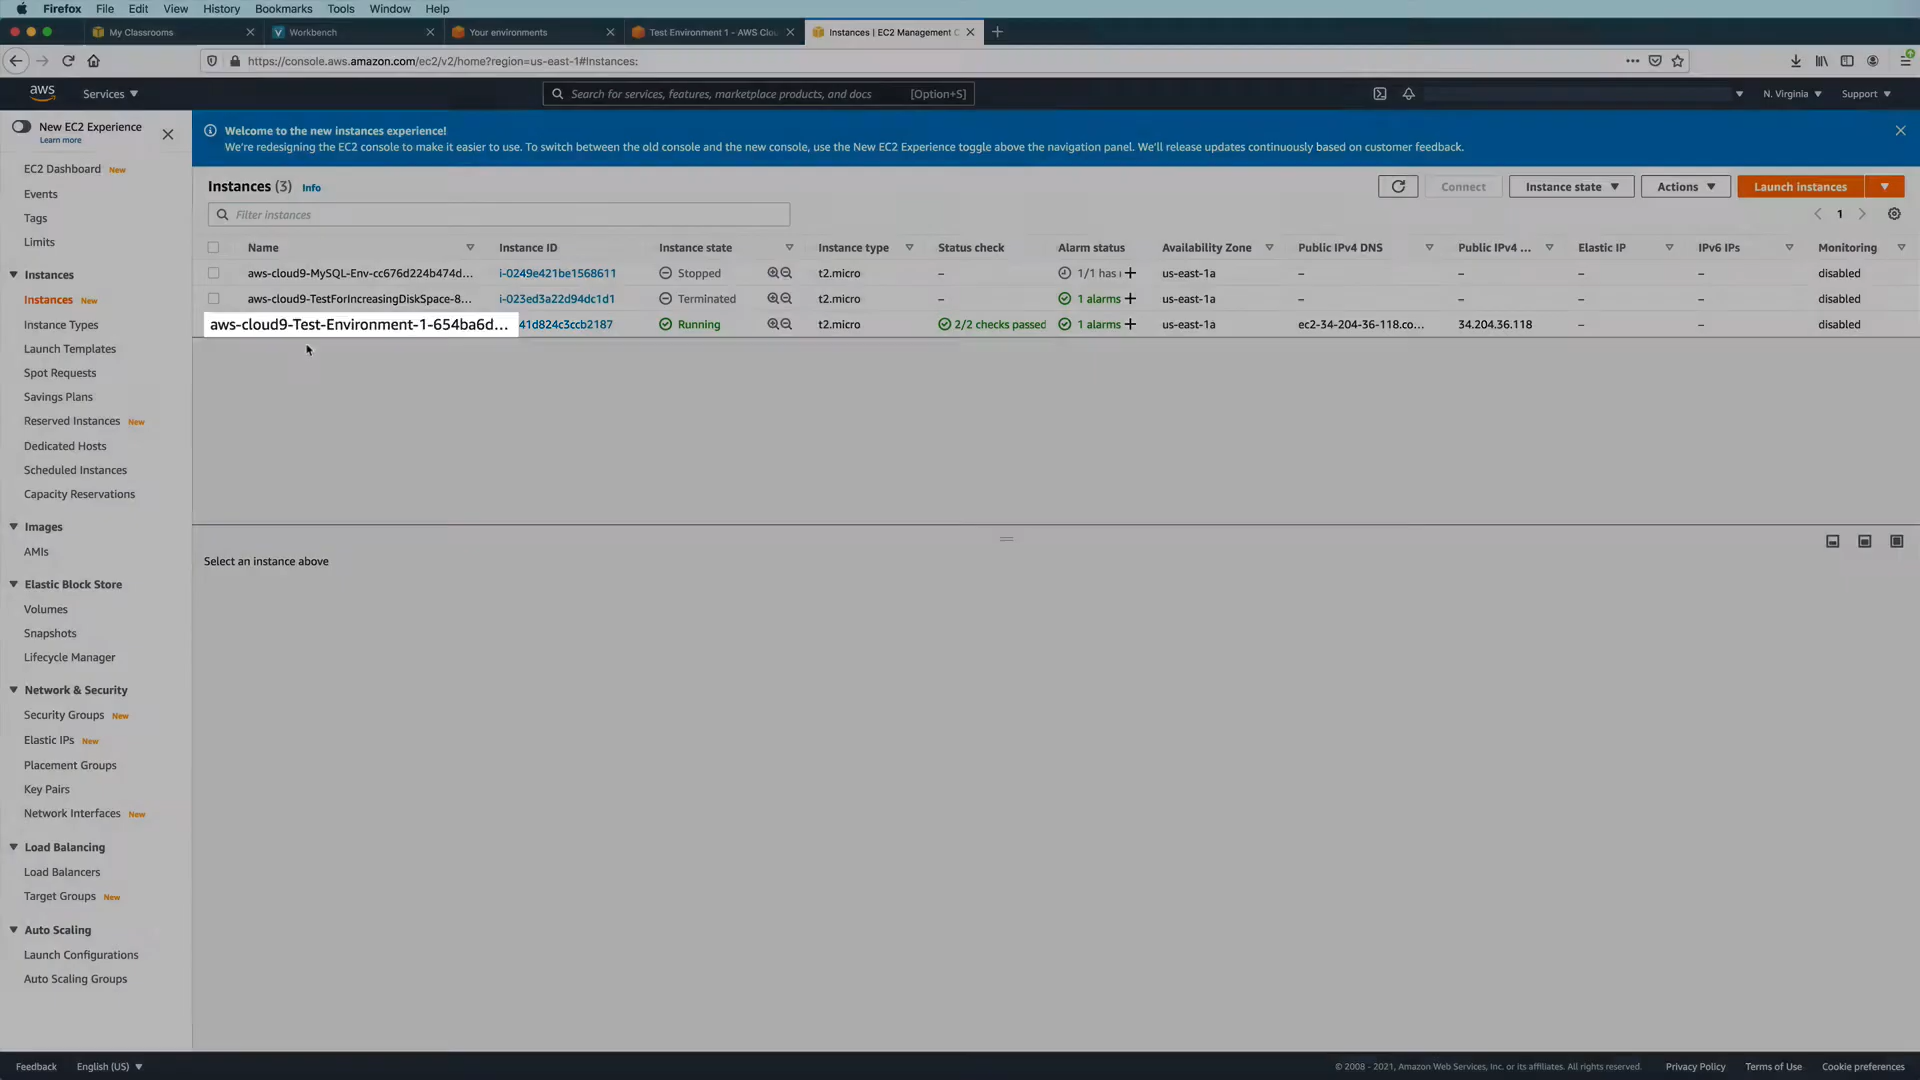 Firefox File Edit View History Bookmarks Tools Window Help
My Classrooms
Workbench
Your environments
Test Environment 1 - AWS Clou
Instances | EC2 Management C
https://console.aws.amazon.com/ec2/v2/home?region=us-east-1#Instances:
aws
Services
Search for services, features, marketplace products, and docs [Option+S]
N. Virginia
Support
New EC2 Experience
Learn more
Welcome to the new instances experience!
We're redesigning the EC2 console to make it easier to use. To switch between the old console and the new console, use the New EC2 Experience toggle above the navigation panel. We'll release updates continuously based on customer feedback.
EC2 Dashboard New
Events
Tags
Limits
Instances
Instances New
Instance Types
Launch Templates
Spot Requests
Savings Plans
Reserved Instances New
Dedicated Hosts
Scheduled Instances
Capacity Reservations
Images
AMIs
Elastic Block Store
Volumes
Snapshots
Lifecycle Manager
Network & Security
Security Groups New
Elastic IPs New
Placement Groups
Key Pairs
Network Interfaces New
Load Balancing
Load Balancers
Target Groups New
Auto Scaling
Launch Configurations
Auto Scaling Groups
Instances (3) Info
Connect
Instance state
Actions
Launch instances
Filter instances
1
Name Instance ID Instance state Instance type Status check Alarm status Availability Zone Public IPv4 DNS Public IPv4 ... Elastic IP IPv6 IPs Monitoring
aws-cloud9-MySQL-Env-cc676d224b474d... i-0249e421be1568611 Stopped t2.micro – 1/1 has i + us-east-1a – – – – disabled
aws-cloud9-TestForIncreasingDiskSpace-8... i-023ed3a22d94dc1d1 Terminated t2.micro – 1 alarms + us-east-1a – – – – disabled
aws-cloud9-Test-Environment-1-654ba6d... 41d824c3ccb2187 Running t2.micro 2/2 checks passed 1 alarms + us-east-1a ec2-34-204-36-118.co... 34.204.36.118 – – disabled
Select an instance above
Feedback English (US)
© 2008 - 2021, Amazon Web Services, Inc. or its affiliates. All rights reserved. Privacy Policy Terms of Use Cookie preferences